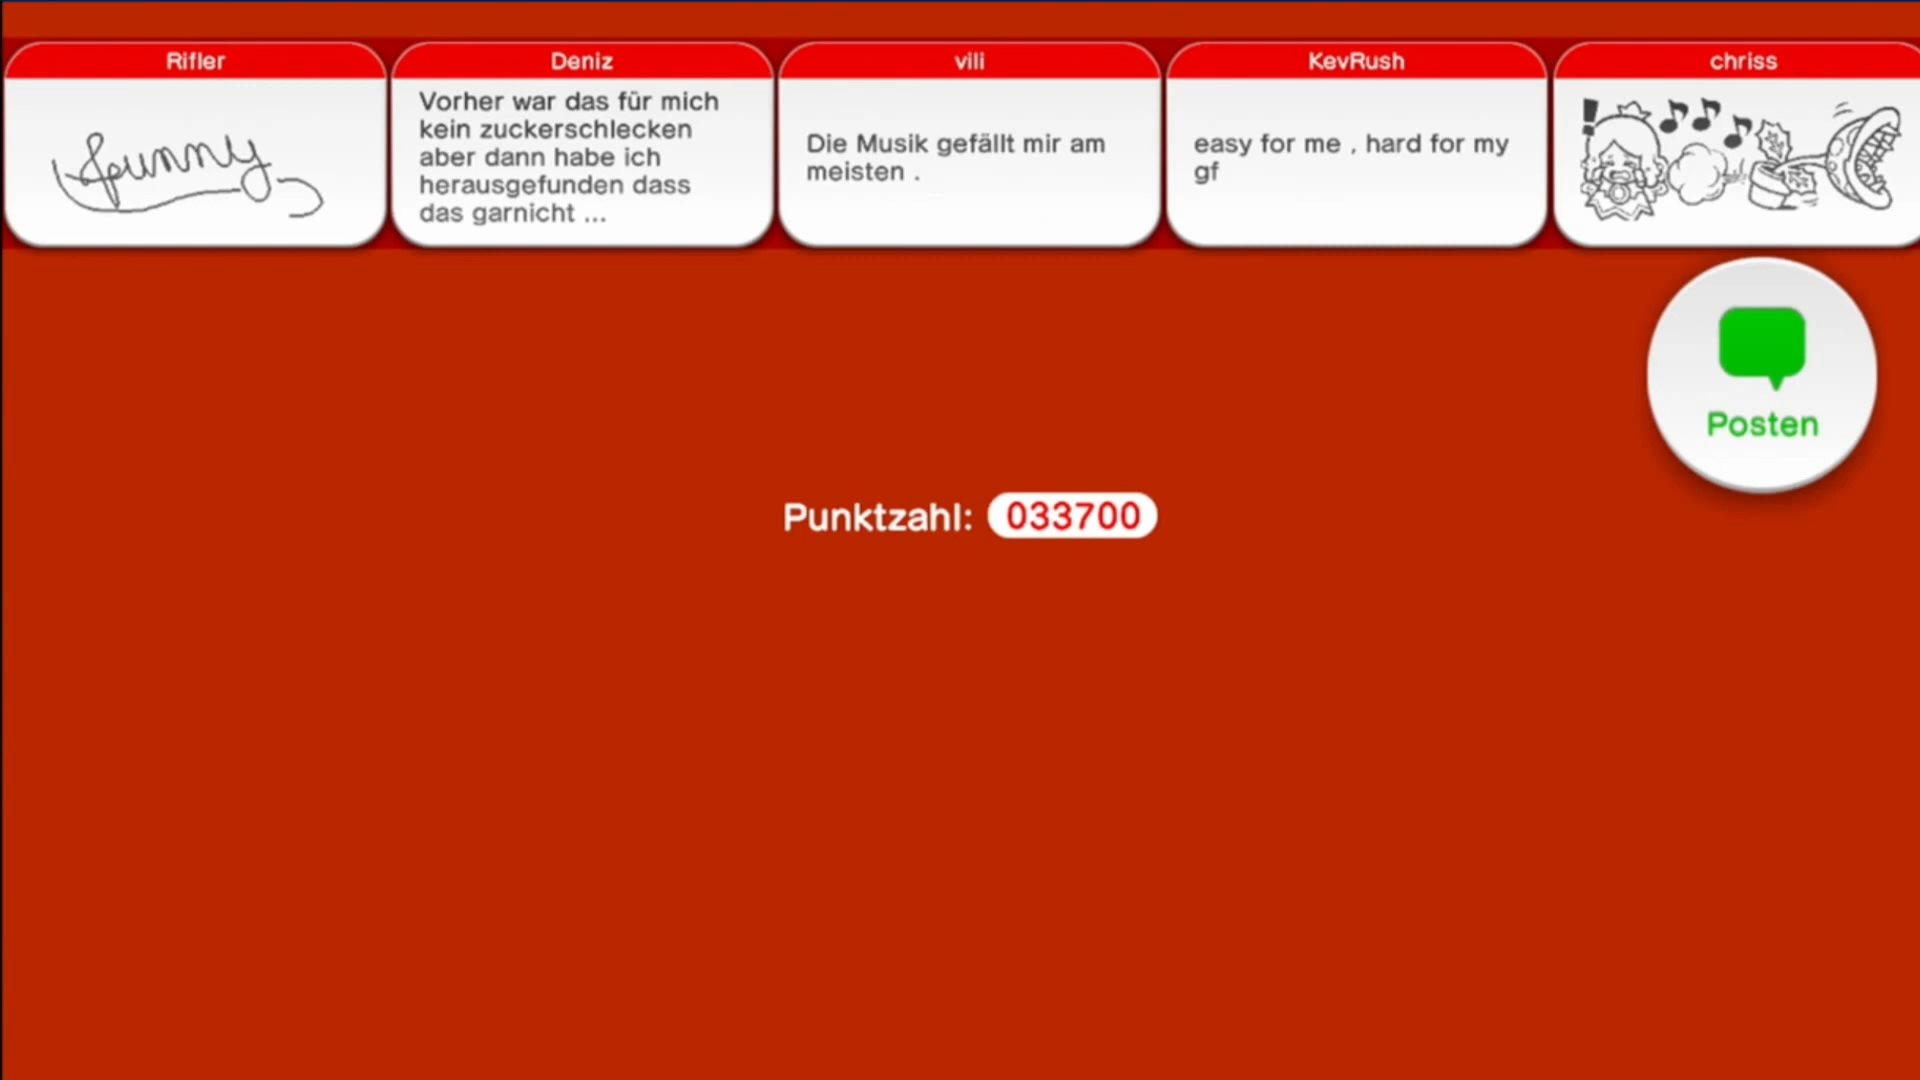 Rifler
Funny
Deniz
Vorher war das für mich
kein zuckerschlecken
aber dann habe ich
herausgefunden dass
das garnicht ...
vili
Die Musik gefällt mir am
meisten .
KevRush
easy for me , hard for my
gf
chriss
!
Posten
Punktzahl: 033700